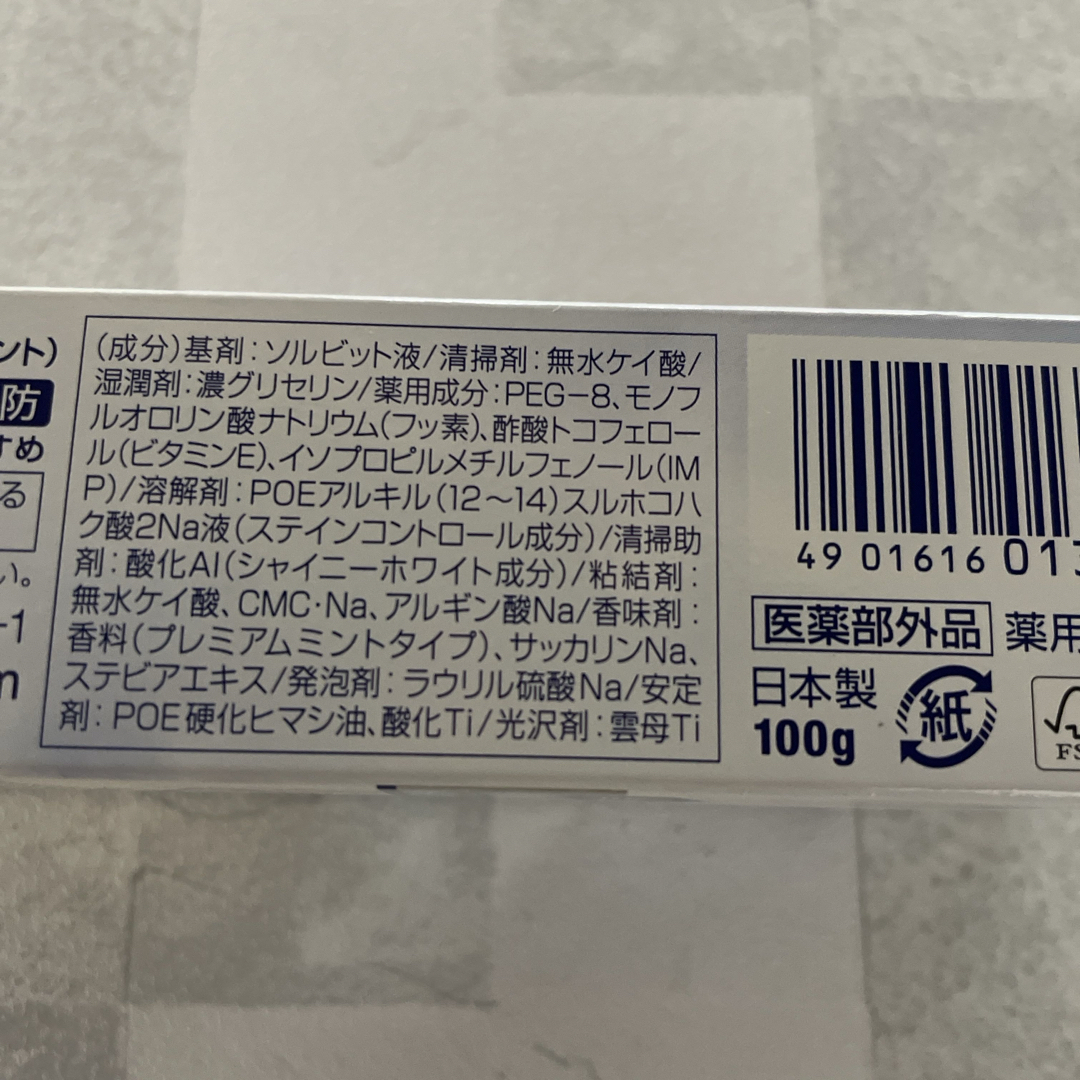 ント)
防
すめ
る
い。
-1
m
(成分)基剤:ソルビット液/清掃剤:無水ケイ酸/
湿潤剤:濃グリセリン/薬用成分:PEG-8、モノフ
ルオロリン酸ナトリウム(フッ素)、酢酸トコフェロー
ル(ビタミンE)、イソプロピルメチルフェノール(IM
P)/溶解剤:POEアルキル(12〜14)スルホコハ
ク酸2Na液(ステインコントロール成分)/清掃助
剤:酸化Al(シャイニーホワイト成分)/粘結剤:
無水ケイ酸、CMC・Na、アルギン酸Na/香味剤:
香料(プレミアムミントタイプ)、サッカリンNa、
ステビアエキス/発泡剤:ラウリル硫酸Na/安定
剤:POE硬化ヒマシ油、酸化Ti/光沢剤:雲母Ti
49 01616 01
医薬部外品 薬用
日本製
100g
紙
FS